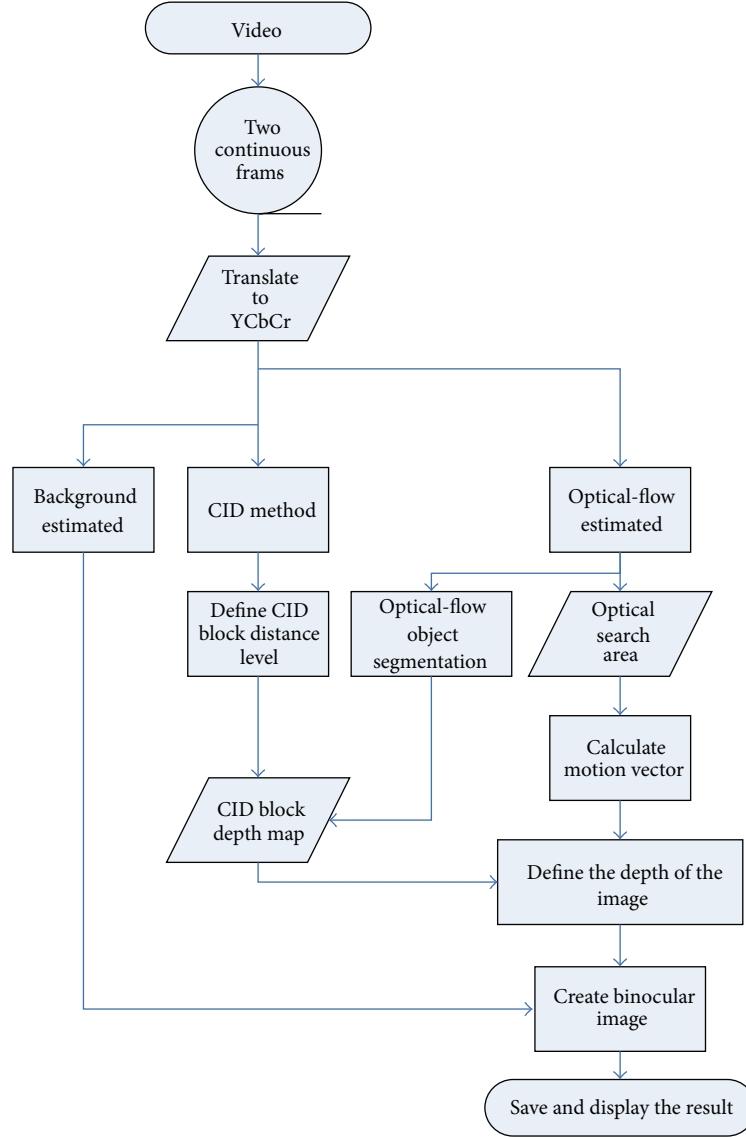 Video
Two
continuous
frams
Translate
to
YCbCr
Background
estimated
CID method
Optical-flow
estimated
Define CID
block distance
level
Optical-flow
object
segmentation
Optical
search
area
Calculate
motion vector
CID block
depth map
Define the depth of the
image
Create binocular
image
Save and display the result